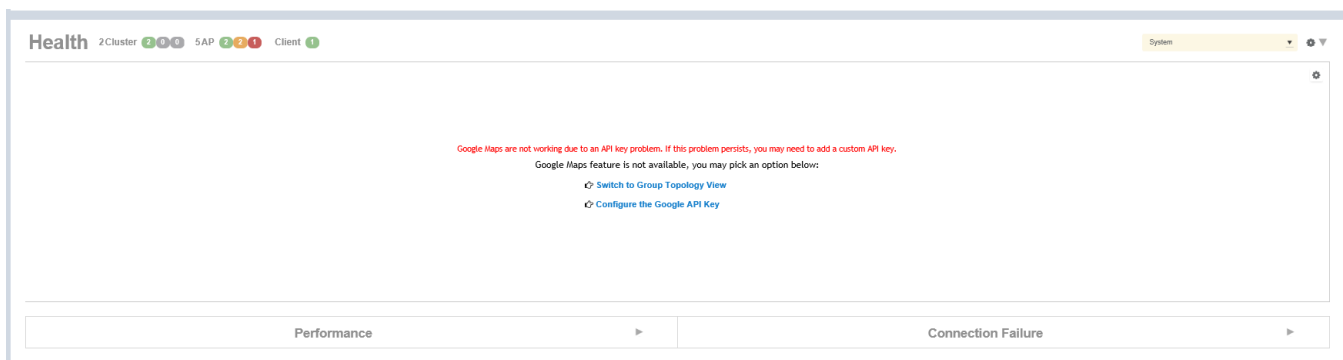 Health 2Cluster 2 0 0 5AP 2 2 1 Client 1 System
Google Maps are not working due to an API key problem. If this problem persists, you may need to add a custom API key.
Google Maps feature is not available, you may pick an option below:
Switch to Group Topology View
Configure the Google API Key
Performance Connection Failure